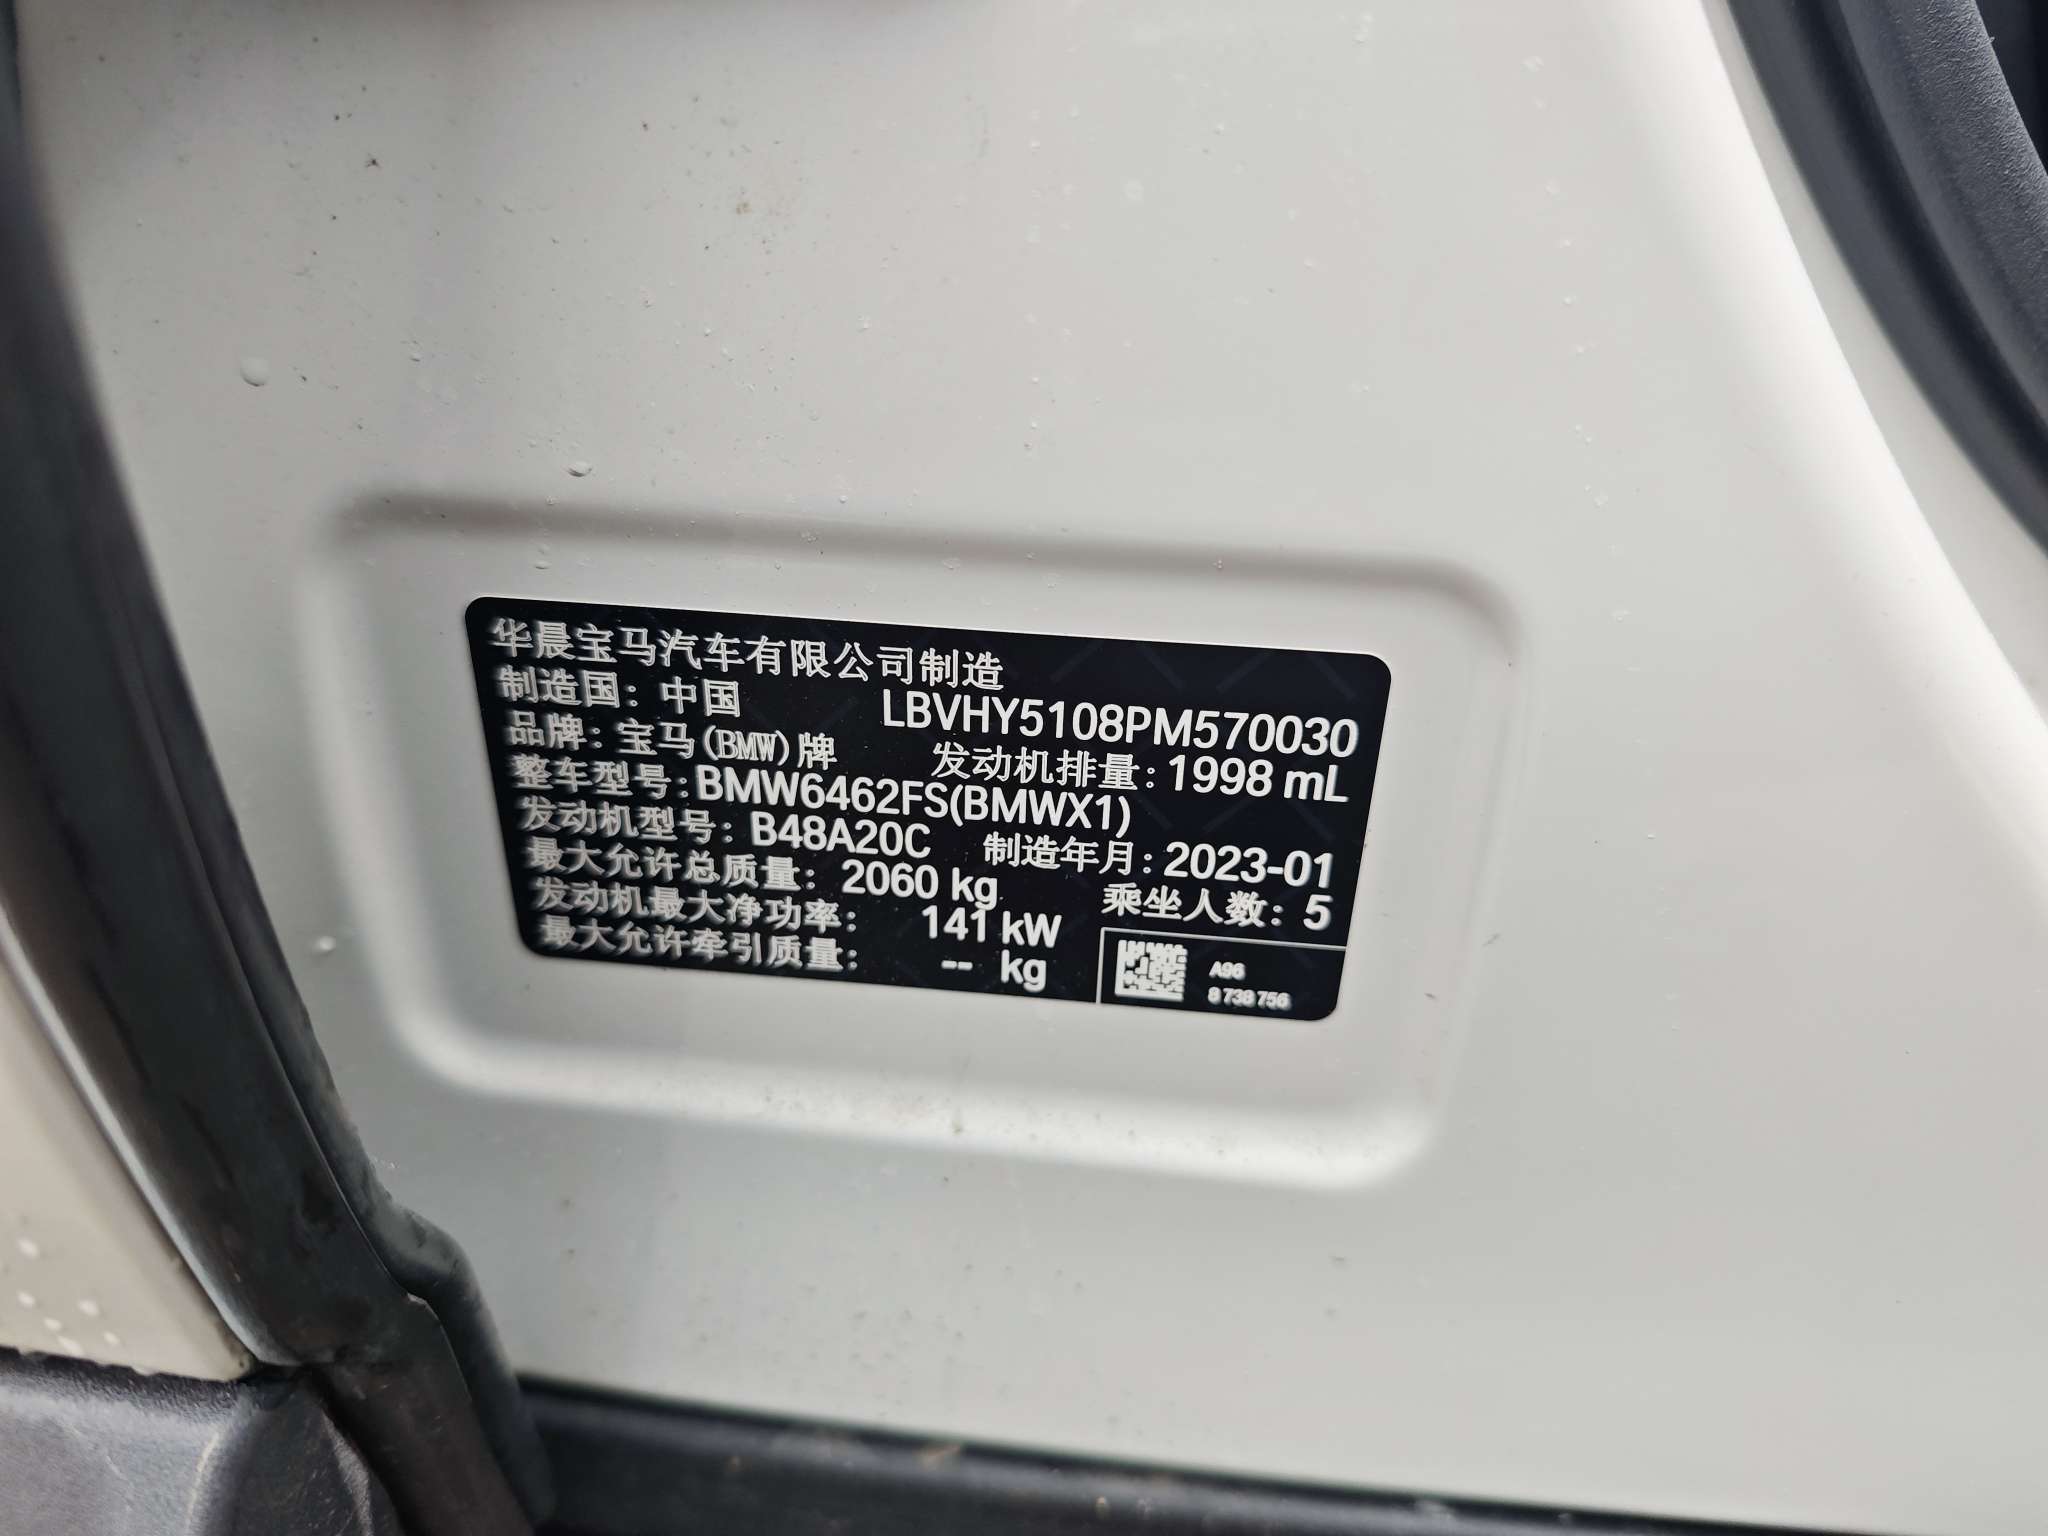 华晨宝马汽车有限公司制造
制造国：中国 LBVHY5108PM570030
品牌：宝马(BMW)牌 发动机排量：1998 mL
整车型号：BMW6462FS(BMWX1)
发动机型号：B48A20C 制造年月：2023-01
最大允许总质量：2060 kg 乘坐人数：5
发动机最大净功率：141 kW
最大允许牵引质量：-- kg
A96
8 738 756